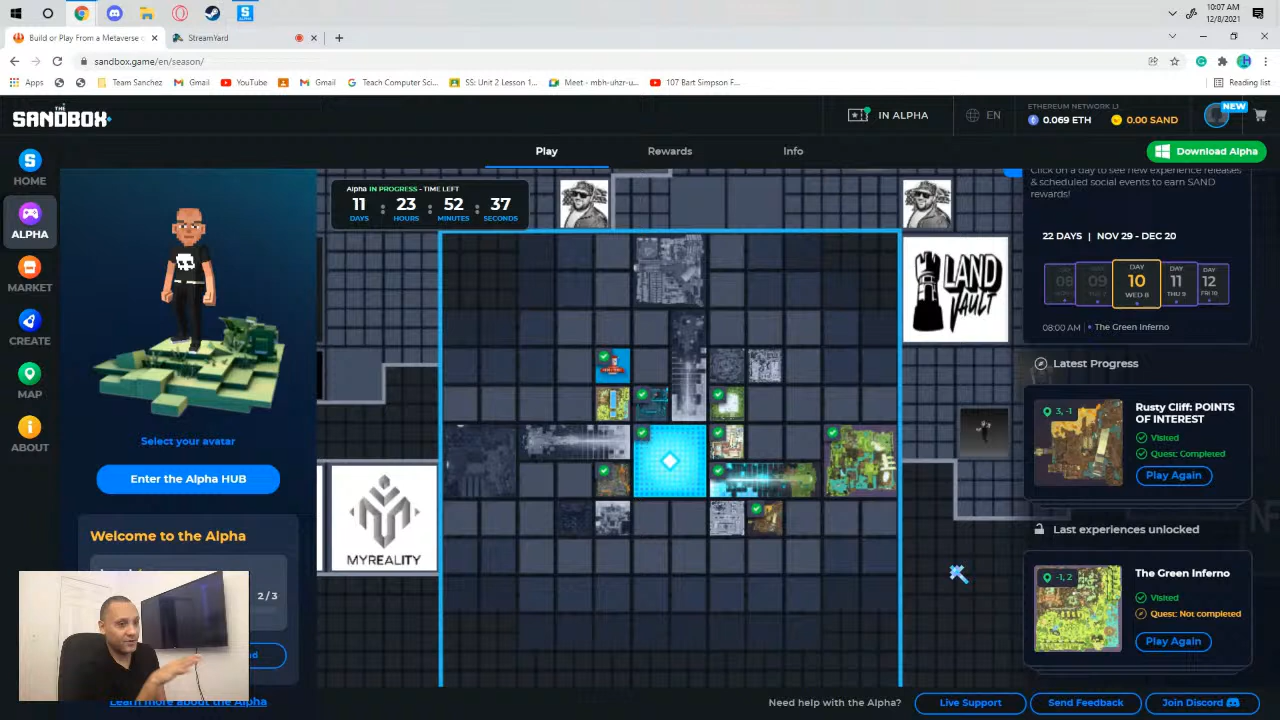 10:07 AM
12/8/2021
Build or Play From a Metaverse
StreamYard
sandbox.game/en/season/
Apps
Team Sanchez
Gmail
YouTube
Gmail
Teach Computer Sci...
SS: Unit 2 Lesson 1...
Meet - mbh-uhzr-u...
107 Bart Simpson F...
Reading list
THE
SANDBOX
IN ALPHA
EN
ETHEREUM NETWORK
0.069 ETH
0.00 SAND
NEW
Play
Rewards
Info
Download Alpha
HOME
ALPHA
MARKET
CREATE
MAP
ABOUT
Select your avatar
Enter the Alpha HUB
Welcome to the Alpha
2/3
Learn more about the Alpha
Alpha IN PROGRESS - TIME LEFT
11 : 23 : 52 : 37
DAYS HOURS MINUTES SECONDS
LAND
VAULT
MYREALITY
Click on a day to see new experience releases
& scheduled social events to earn SAND
rewards!
22 DAYS | NOV 29 - DEC 20
08
09
DAY
10
WED 8
DAY
11
THU 9
DAY
12
FRI 10
08:00 AM • The Green Inferno
Latest Progress
3, -1
Rusty Cliff: POINTS
OF INTEREST
Visited
Quest: Completed
Play Again
Last experiences unlocked
-1, 2
The Green Inferno
Visited
Quest: Not completed
Play Again
Need help with the Alpha?
Live Support
Send Feedback
Join Discord